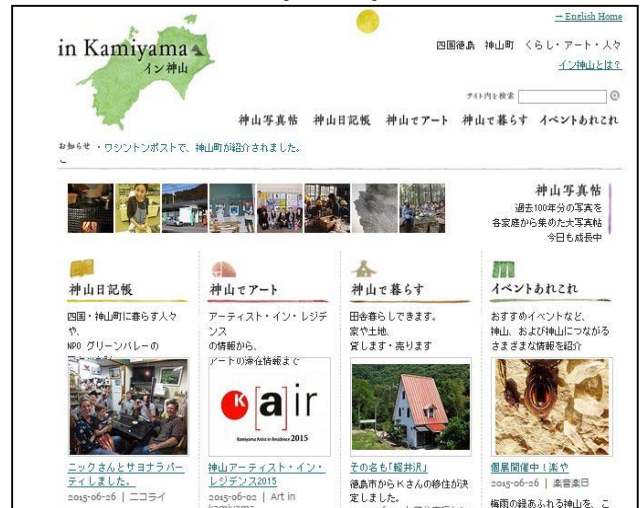 → English Home
in Kamiyama
イン神山
四国徳島 神山町 くらし・アート・人々
イン神山とは?
サイト内を検索
神山写真帖 神山日記帳 神山でアート 神山で暮らす イベントあれこれ
お知らせ ・ワシントンポストで、神山町が紹介されました。
こ
神山写真帖
過去100年分の写真を
各家庭から集めた大写真帖
今日も成長中
神山日記帳
四国・神山町に暮らす人々
や、
NPO グリーンバレーの
神山でアート
アーティスト・イン・レジデ
ンス
の情報から、
アートの滞在情報まで
神山で暮らす
田舎暮らしできます。
家や土地、
貸します・売ります
イベントあれこれ
おすすめイベントなど、
神山、および神山につながる
さまざまな情報を紹介
ニックさんとサヨナラパー
ティしました。
2015-06-26 | ニコライ
K[a]ir
Kamiyama Artist in Residence 2015
神山アーティスト・イン・
レジデンス2015
2015-06-02 | Art in
kamiyama
その名も「軽井沢」
徳島市からKさんの移住が決
定しました。
個展開催中!楽や
2015-06-26 | 楽音楽日
梅雨の緑あふれる神山を、こ